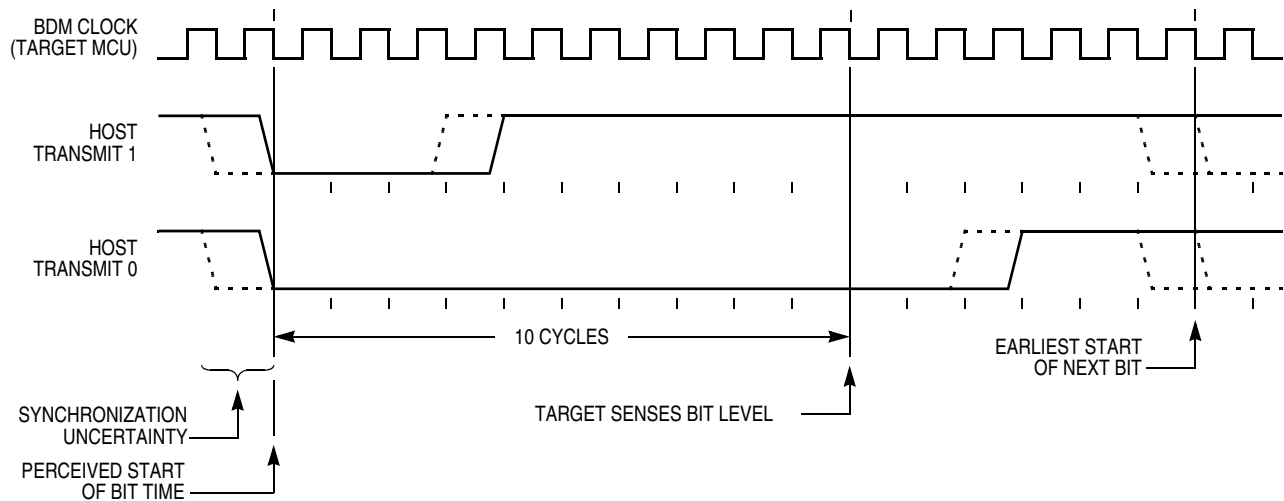 BDM CLOCK
(TARGET MCU)
HOST
TRANSMIT 1
HOST
TRANSMIT 0
10 CYCLES
EARLIEST START
OF NEXT BIT
TARGET SENSES BIT LEVEL
SYNCHRONIZATION
UNCERTAINTY
PERCEIVED START
OF BIT TIME